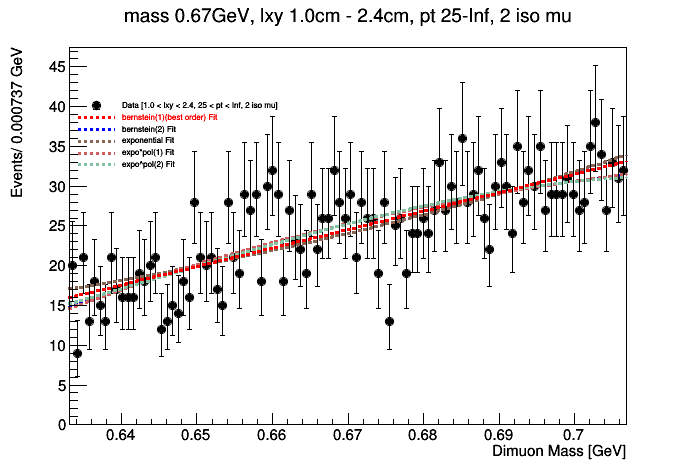 mass 0.67GeV, lxy 1.0cm - 2.4cm, pt 25-Inf, 2 iso mu
Events/ 0.000737 GeV
45
40
35
30
25
20
15
10
5
0
Data [1.0 < lxy < 2.4, 25 < pt < Inf, 2 iso mu]
bernstein(1)(best order) Fit
bernstein(2) Fit
exponential Fit
expo*pol(1) Fit
expo*pol(2) Fit
0.64 0.65 0.66 0.67 0.68 0.69 0.7
Dimuon Mass [GeV]